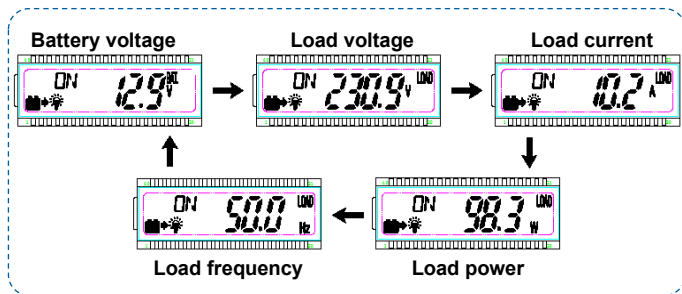 Battery voltage
Load voltage
Load current
ON 12.9 BAT V
ON 230.9 V LOAD
ON 10.2 A LOAD
ON 50.0 Hz LOAD
ON 98.3 W LOAD
Load frequency
Load power